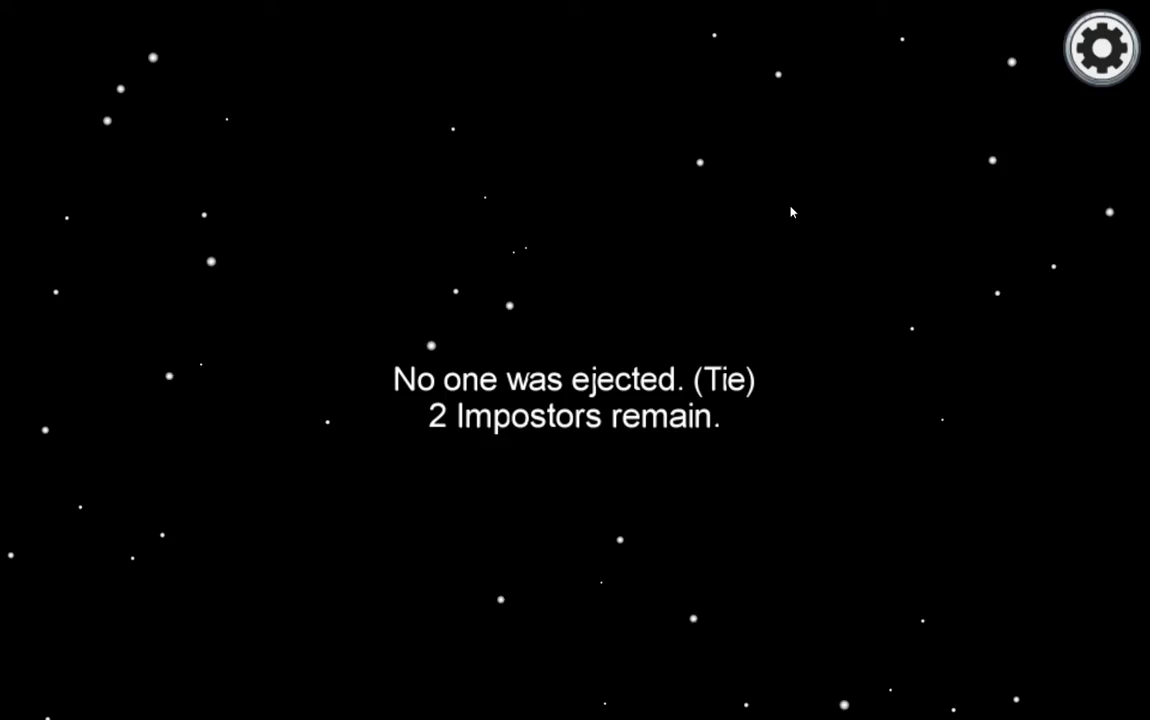 No one was ejected. (Tie)
2 Impostors remain.